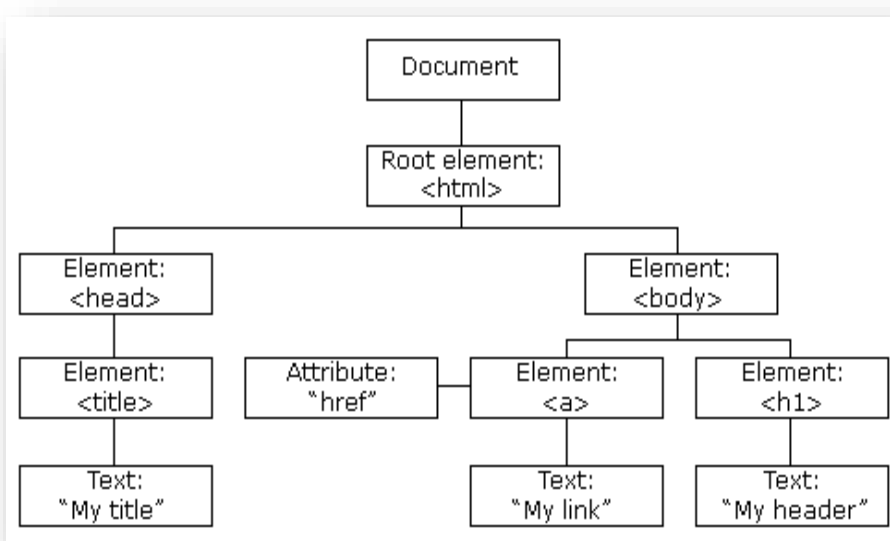 Document
Root element:
<html>
Element:
<head>
Element:
<body>
Element:
<title>
Attribute:
“href”
Element:
<a>
Element:
<h1>
Text:
“My title”
Text:
“My link”
Text:
“My header”